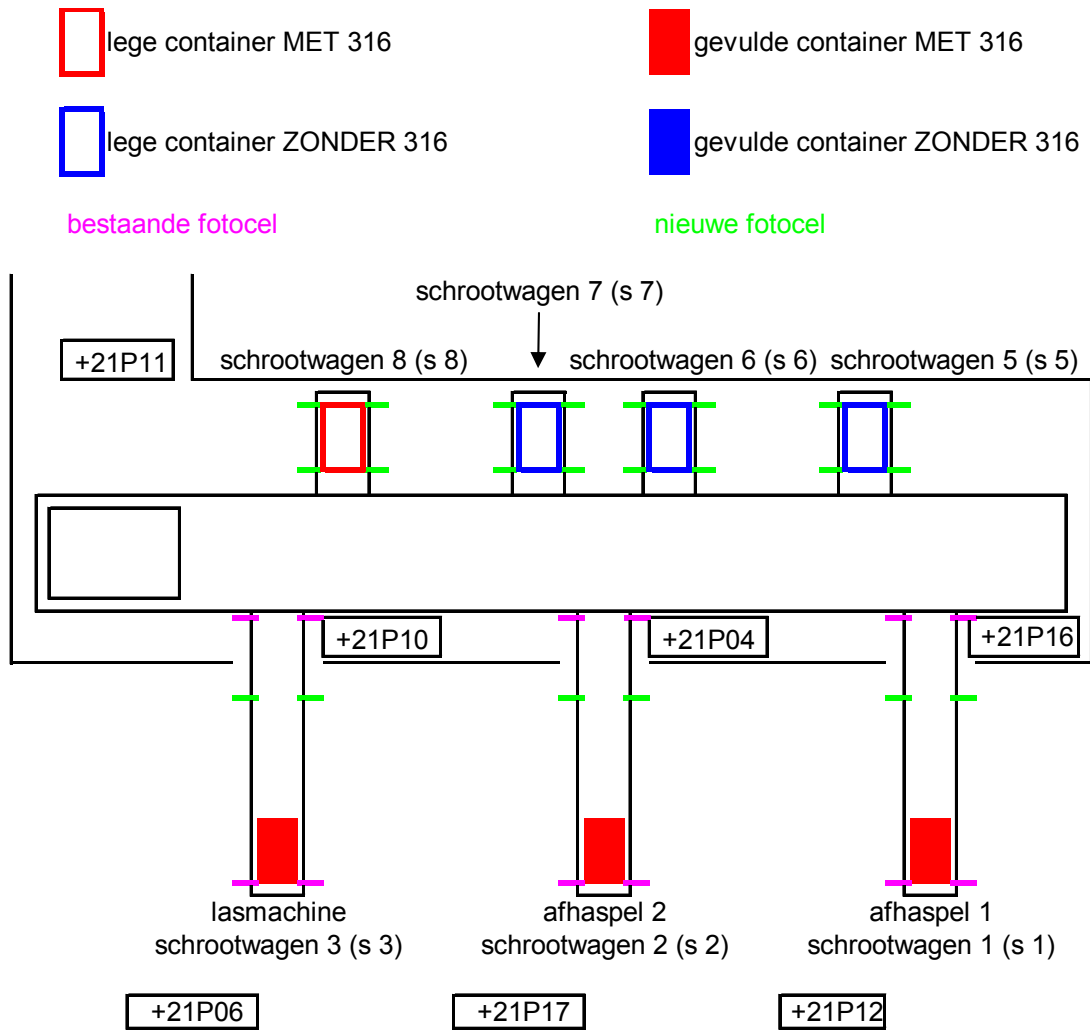 lege container MET 316
gevulde container MET 316
lege container ZONDER 316
gevulde container ZONDER 316
bestaande fotocel
nieuwe fotocel
schrootwagen 7 (s 7)
+21P11
schrootwagen 8 (s 8)
schrootwagen 6 (s 6)
schrootwagen 5 (s 5)
+21P10
+21P04
+21P16
lasmachine
schrootwagen 3 (s 3)
afhaspel 2
schrootwagen 2 (s 2)
afhaspel 1
schrootwagen 1 (s 1)
+21P06
+21P17
+21P12